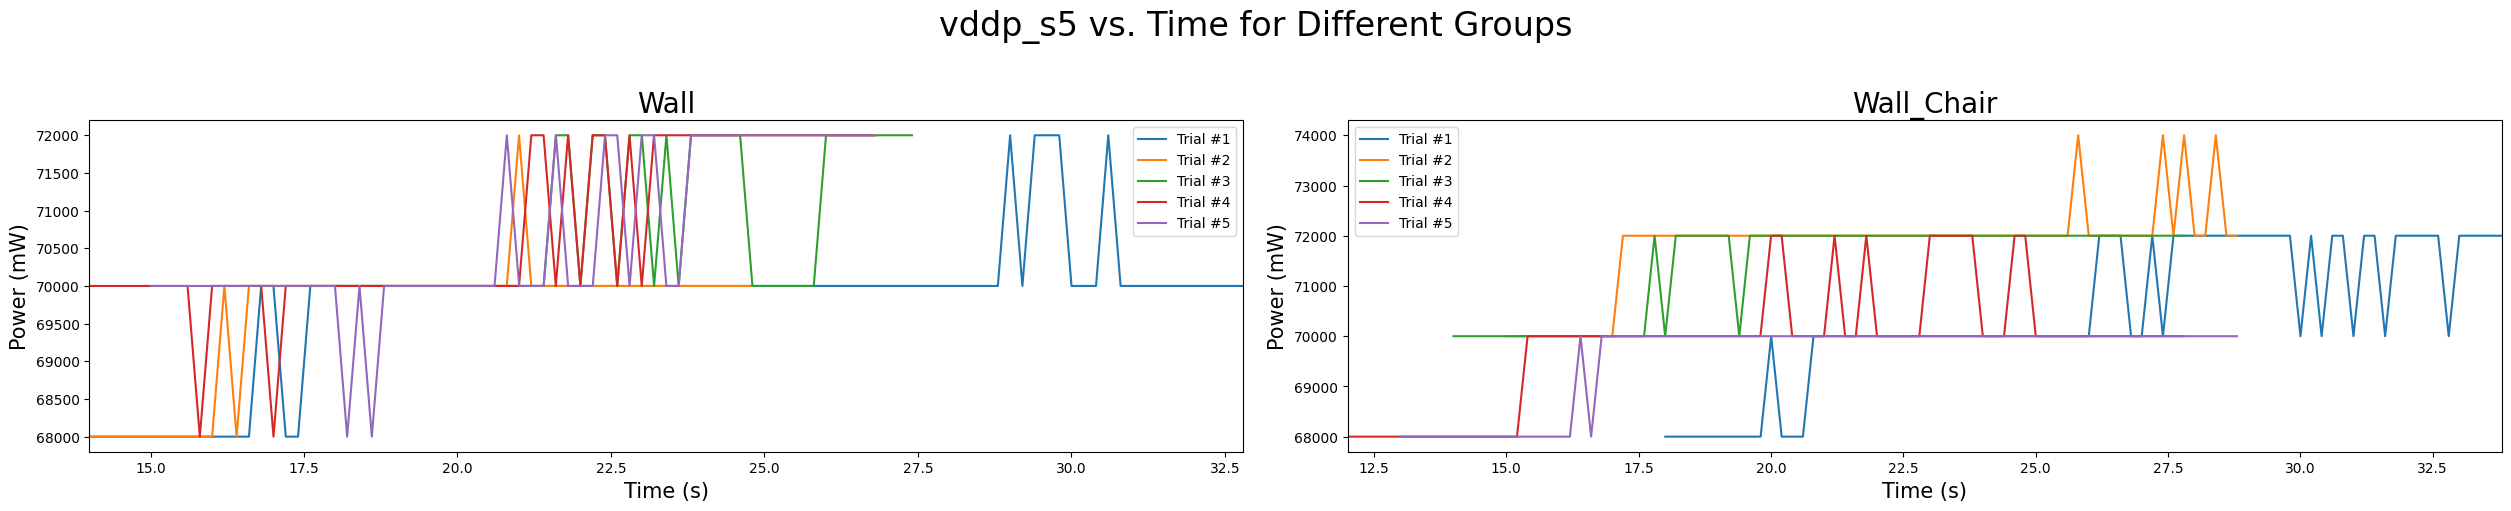 vddp_s5 vs. Time for Different Groups
Wall
Power (mW)
72000
71500
71000
70500
70000
69500
69000
68500
68000
15.0 17.5 20.0 22.5 25.0 27.5 30.0 32.5
Time (s)
Trial #1
Trial #2
Trial #3
Trial #4
Trial #5
Wall_Chair
Power (mW)
74000
73000
72000
71000
70000
69000
68000
12.5 15.0 17.5 20.0 22.5 25.0 27.5 30.0 32.5
Time (s)
Trial #1
Trial #2
Trial #3
Trial #4
Trial #5